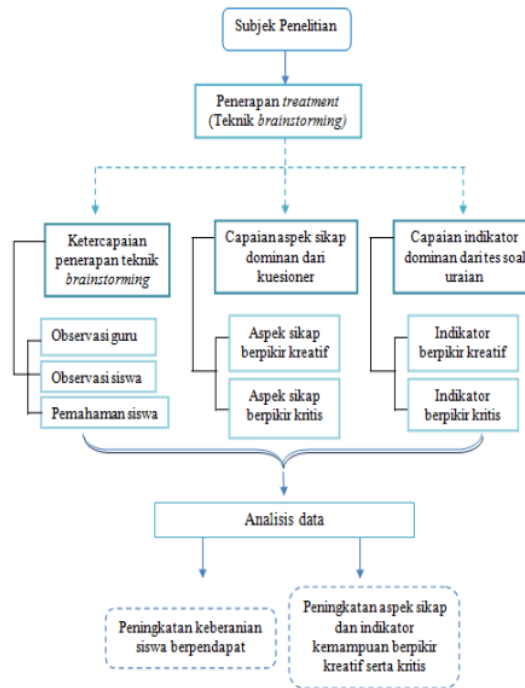 Subjek Penelitian
Penerapan treatment
(Teknik brainstorming)
Ketercapaian
penerapan teknik
brainstorming
Observasi guru
Observasi siswa
Pemahaman siswa
Capaian aspek sikap
dominan dari
kuesioner
Aspek sikap
berpikir kreatif
Aspek sikap
berpikir kritis
Capaian indikator
dominan dari tes soal
uraian
Indikator
berpikir kreatif
Indikator
berpikir kritis
Analisis data
Peningkatan keberanian
siswa berpendapat
Peningkatan aspek sikap
dan indikator
kemampuan berpikir
kreatif serta kritis